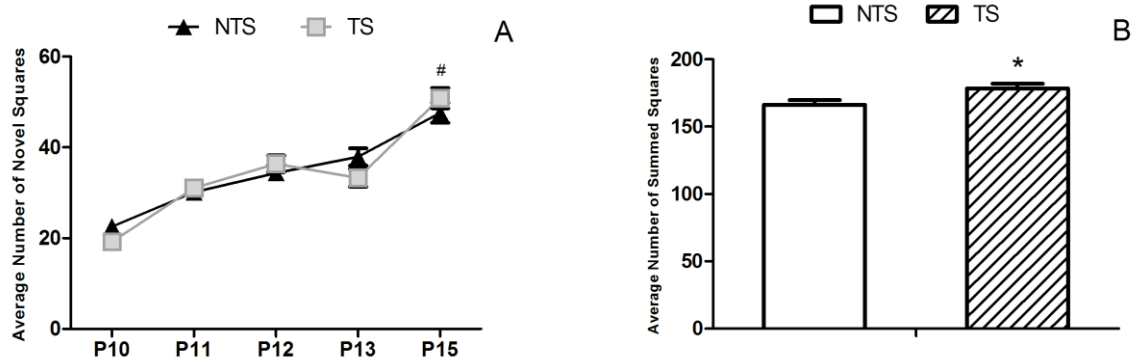 NTS TS
A
Average Number of Novel Squares
60
#
40
20
0
P10 P11 P12 P13 P15
NTS TS
B
Average Number of Summed Squares
200
*
150
100
50
0